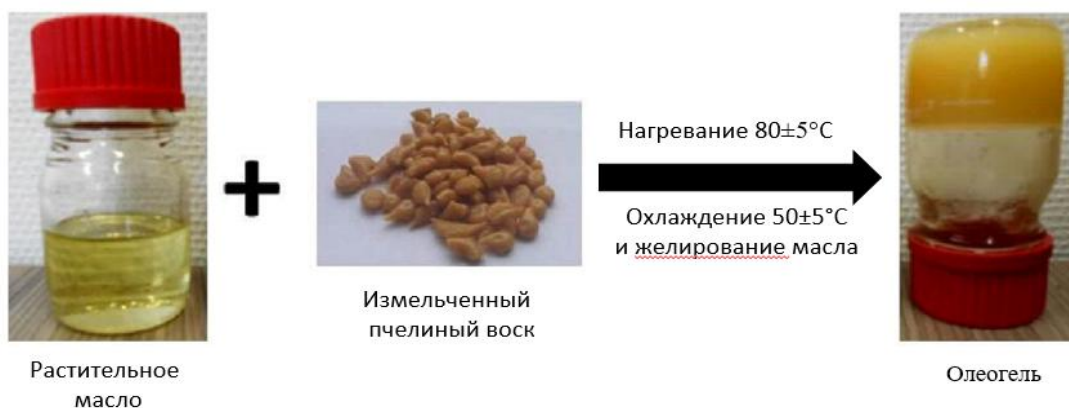 Растительное
масло
Измельченный
пчелиный воск
Нагревание 80±5°C
Охлаждение 50±5°C
и желирование масла
Олеогель